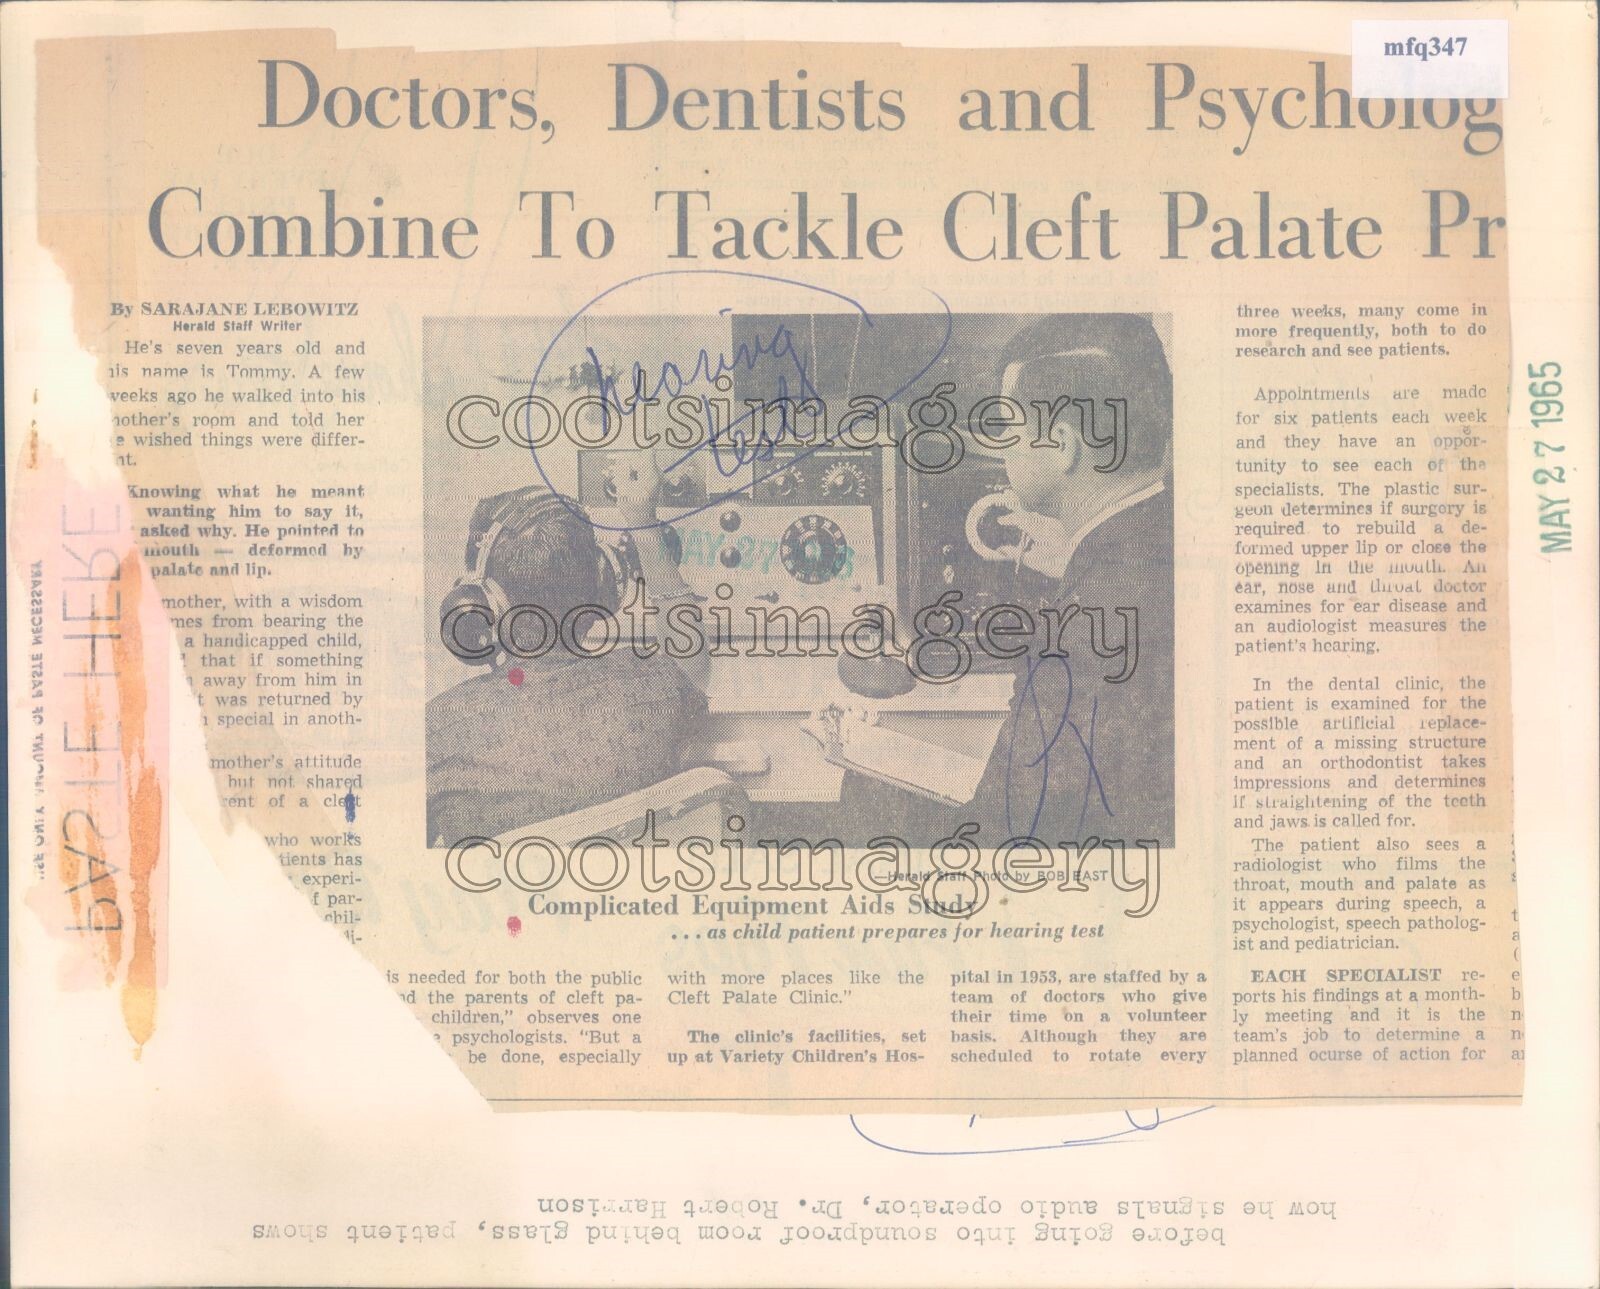 mfq347
Doctors, Dentists and Psycholog
Combine To Tackle Cleft Palate Pr
By SARAJANE LEBOWITZ
Herald Staff Writer
He's seven years old and
his name is Tommy. A few
weeks ago he walked into his
mother's room and told her
e wished things were differ-
nt.
Knowing what he meant
wanting him to say it,
asked why. He pointed to
mouth — deformed by
palate and lip.
mother, with a wisdom
mes from bearing the
a handicapped child,
that if something
away from him in
t was returned by
special in anoth-
mother's attitude
but not shared
rent of a cleft
who works
tients has
experi-
f par-
chil-
di-
hearing
test
MAY 27
—Herald Staff Photo by BOB EAST
Complicated Equipment Aids Study
. . . as child patient prepares for hearing test
is needed for both the public
nd the parents of cleft pa-
children," observes one
e psychologists. "But a
be done, especially
with more places like the
Cleft Palate Clinic."
The clinic's facilities, set
up at Variety Children's Hos-
pital in 1953, are staffed by a
team of doctors who give
their time on a volunteer
basis. Although they are
scheduled to rotate every
three weeks, many come in
more frequently, both to do
research and see patients.
Appointments are made
for six patients each week
and they have an oppor-
tunity to see each of the
specialists. The plastic sur-
geon determines if surgery is
required to rebuild a de-
formed upper lip or close the
opening in the mouth. An
ear, nose and throat doctor
examines for ear disease and
an audiologist measures the
patient's hearing.
In the dental clinic, the
patient is examined for the
possible artificial replace-
ment of a missing structure
and an orthodontist takes
impressions and determines
if straightening of the teeth
and jaws is called for.
The patient also sees a
radiologist who films the
throat, mouth and palate as
it appears during speech, a
psychologist, speech patholog-
ist and pediatrician.
EACH SPECIALIST re-
ports his findings at a month-
ly meeting and it is the
team's job to determine a
planned ocurse of action for
MAY 27 1965
PASTE HERE
USE ONLY AMOUNT OF PASTE NECESSARY
before going into soundproof room behind glass, patient shows
how he signals audio operator, Dr. Robert Harrison
cootsimagery
cootsimagery
cootsimagery